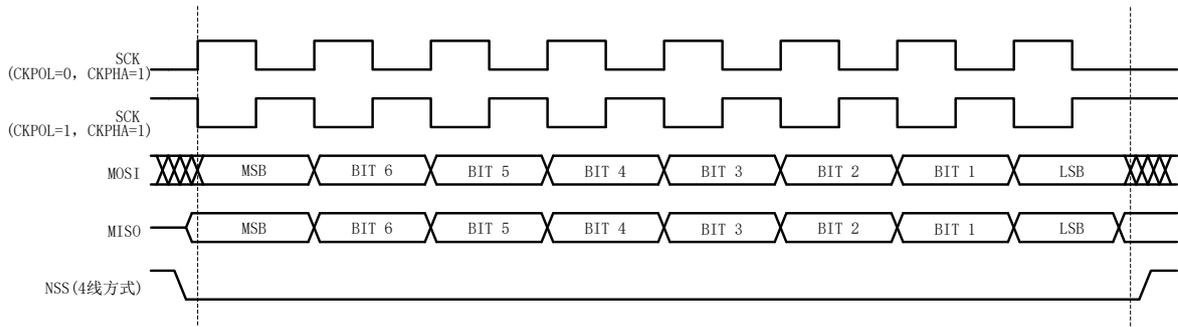 SCK
(CKPOL=0, CKPHA=1)
SCK
(CKPOL=1, CKPHA=1)
MOSI MSB BIT 6 BIT 5 BIT 4 BIT 3 BIT 2 BIT 1 LSB
MISO MSB BIT 6 BIT 5 BIT 4 BIT 3 BIT 2 BIT 1 LSB
NSS(4线方式)